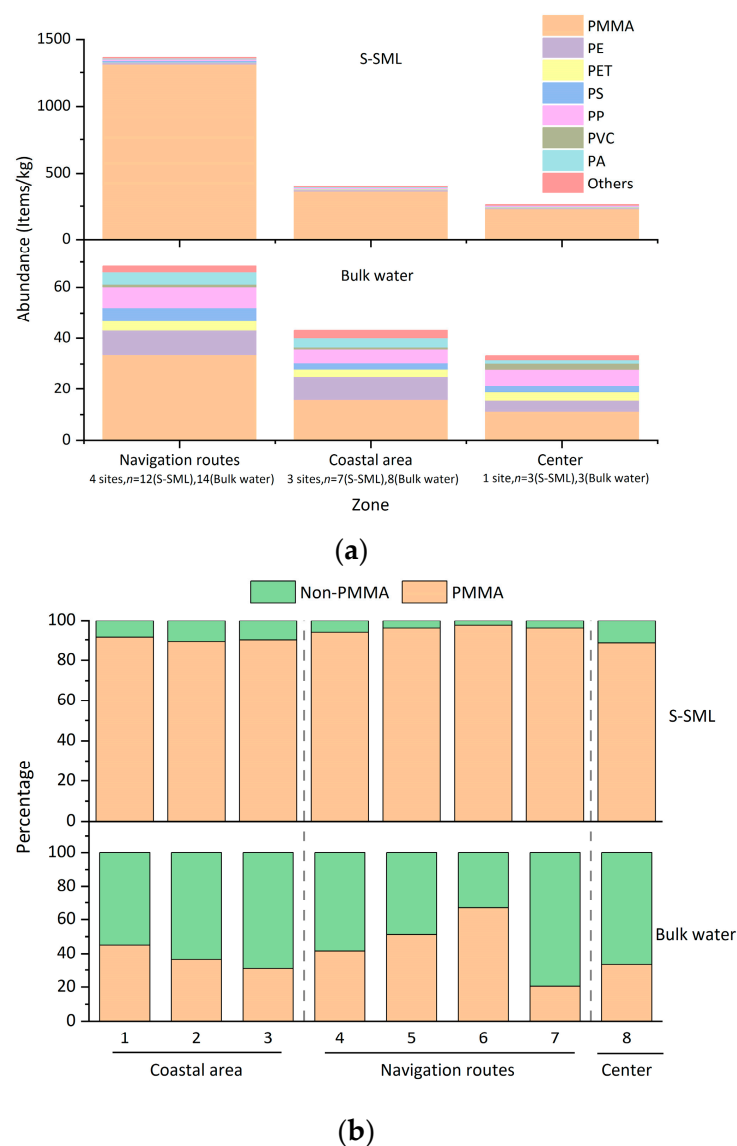 1500
1000
500
0
S-SML
PMMA
PE
PET
PS
PP
PVC
PA
Others
Abundance (Items/kg)
60
40
20
0
Bulk water
Navigation routes
Coastal area
Center
4 sites,n=12(S-SML),14(Bulk water)
3 sites,n=7(S-SML),8(Bulk water)
1 site,n=3(S-SML),3(Bulk water)
Zone
(a)
Non-PMMA
PMMA
100
80
60
40
20
0
S-SML
Percentage
100
80
60
40
20
0
Bulk water
1 2 3 4 5 6 7 8
Coastal area
Navigation routes
Center
(b)